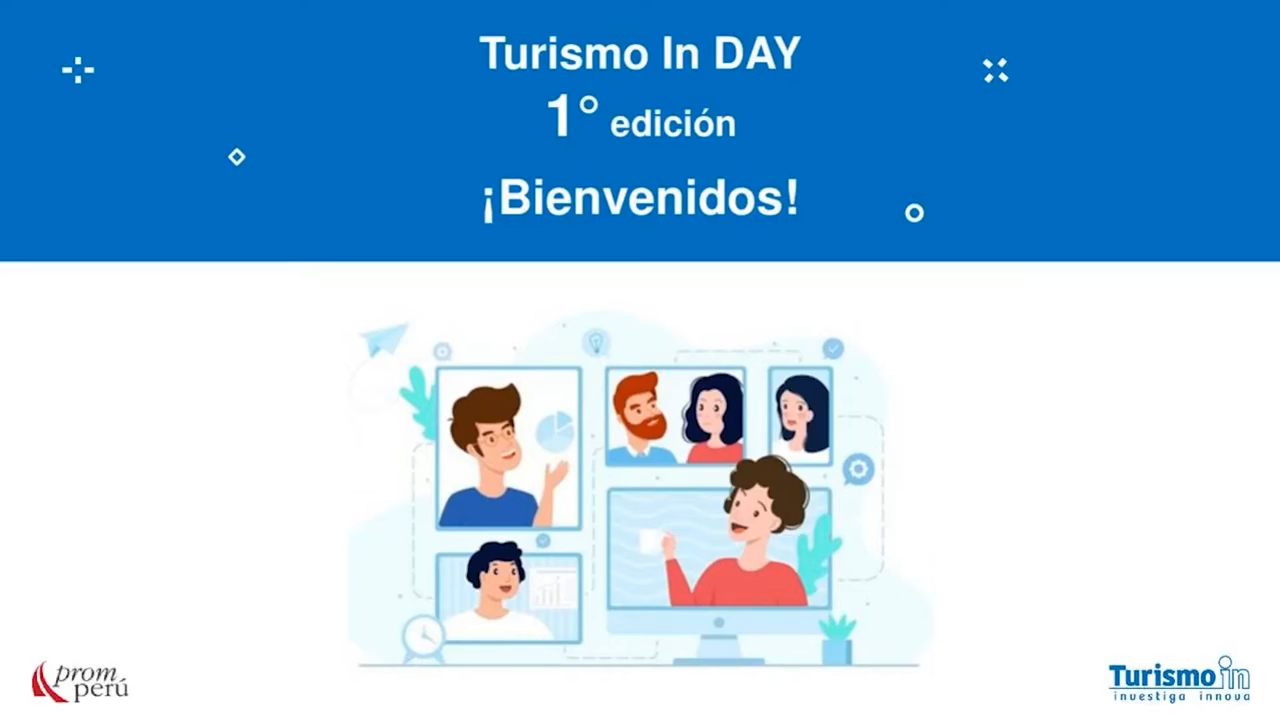 Turismo In DAY
1° edición
¡Bienvenidos!
prom
perú
Turismo in
investiga innova